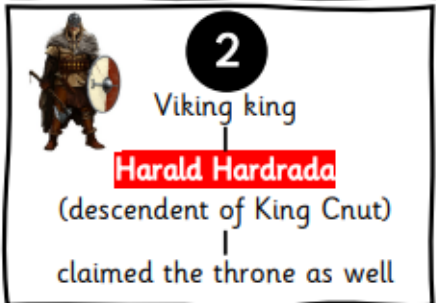 2
Viking king
Harald Hardrada
(descendent of King Cnut)
claimed the throne as well